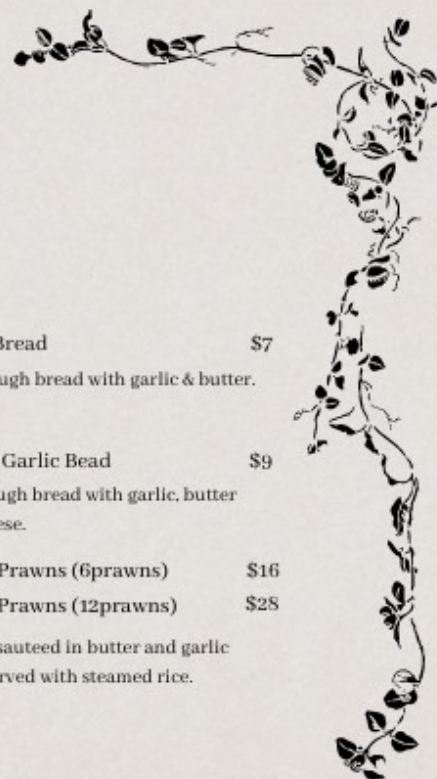 Bread $7
ugh bread with garlic & butter.
Garlic Bead $9
ugh bread with garlic, butter
ese.
Prawns (6prawns) $16
Prawns (12prawns) $28
sauteed in butter and garlic
rved with steamed rice.